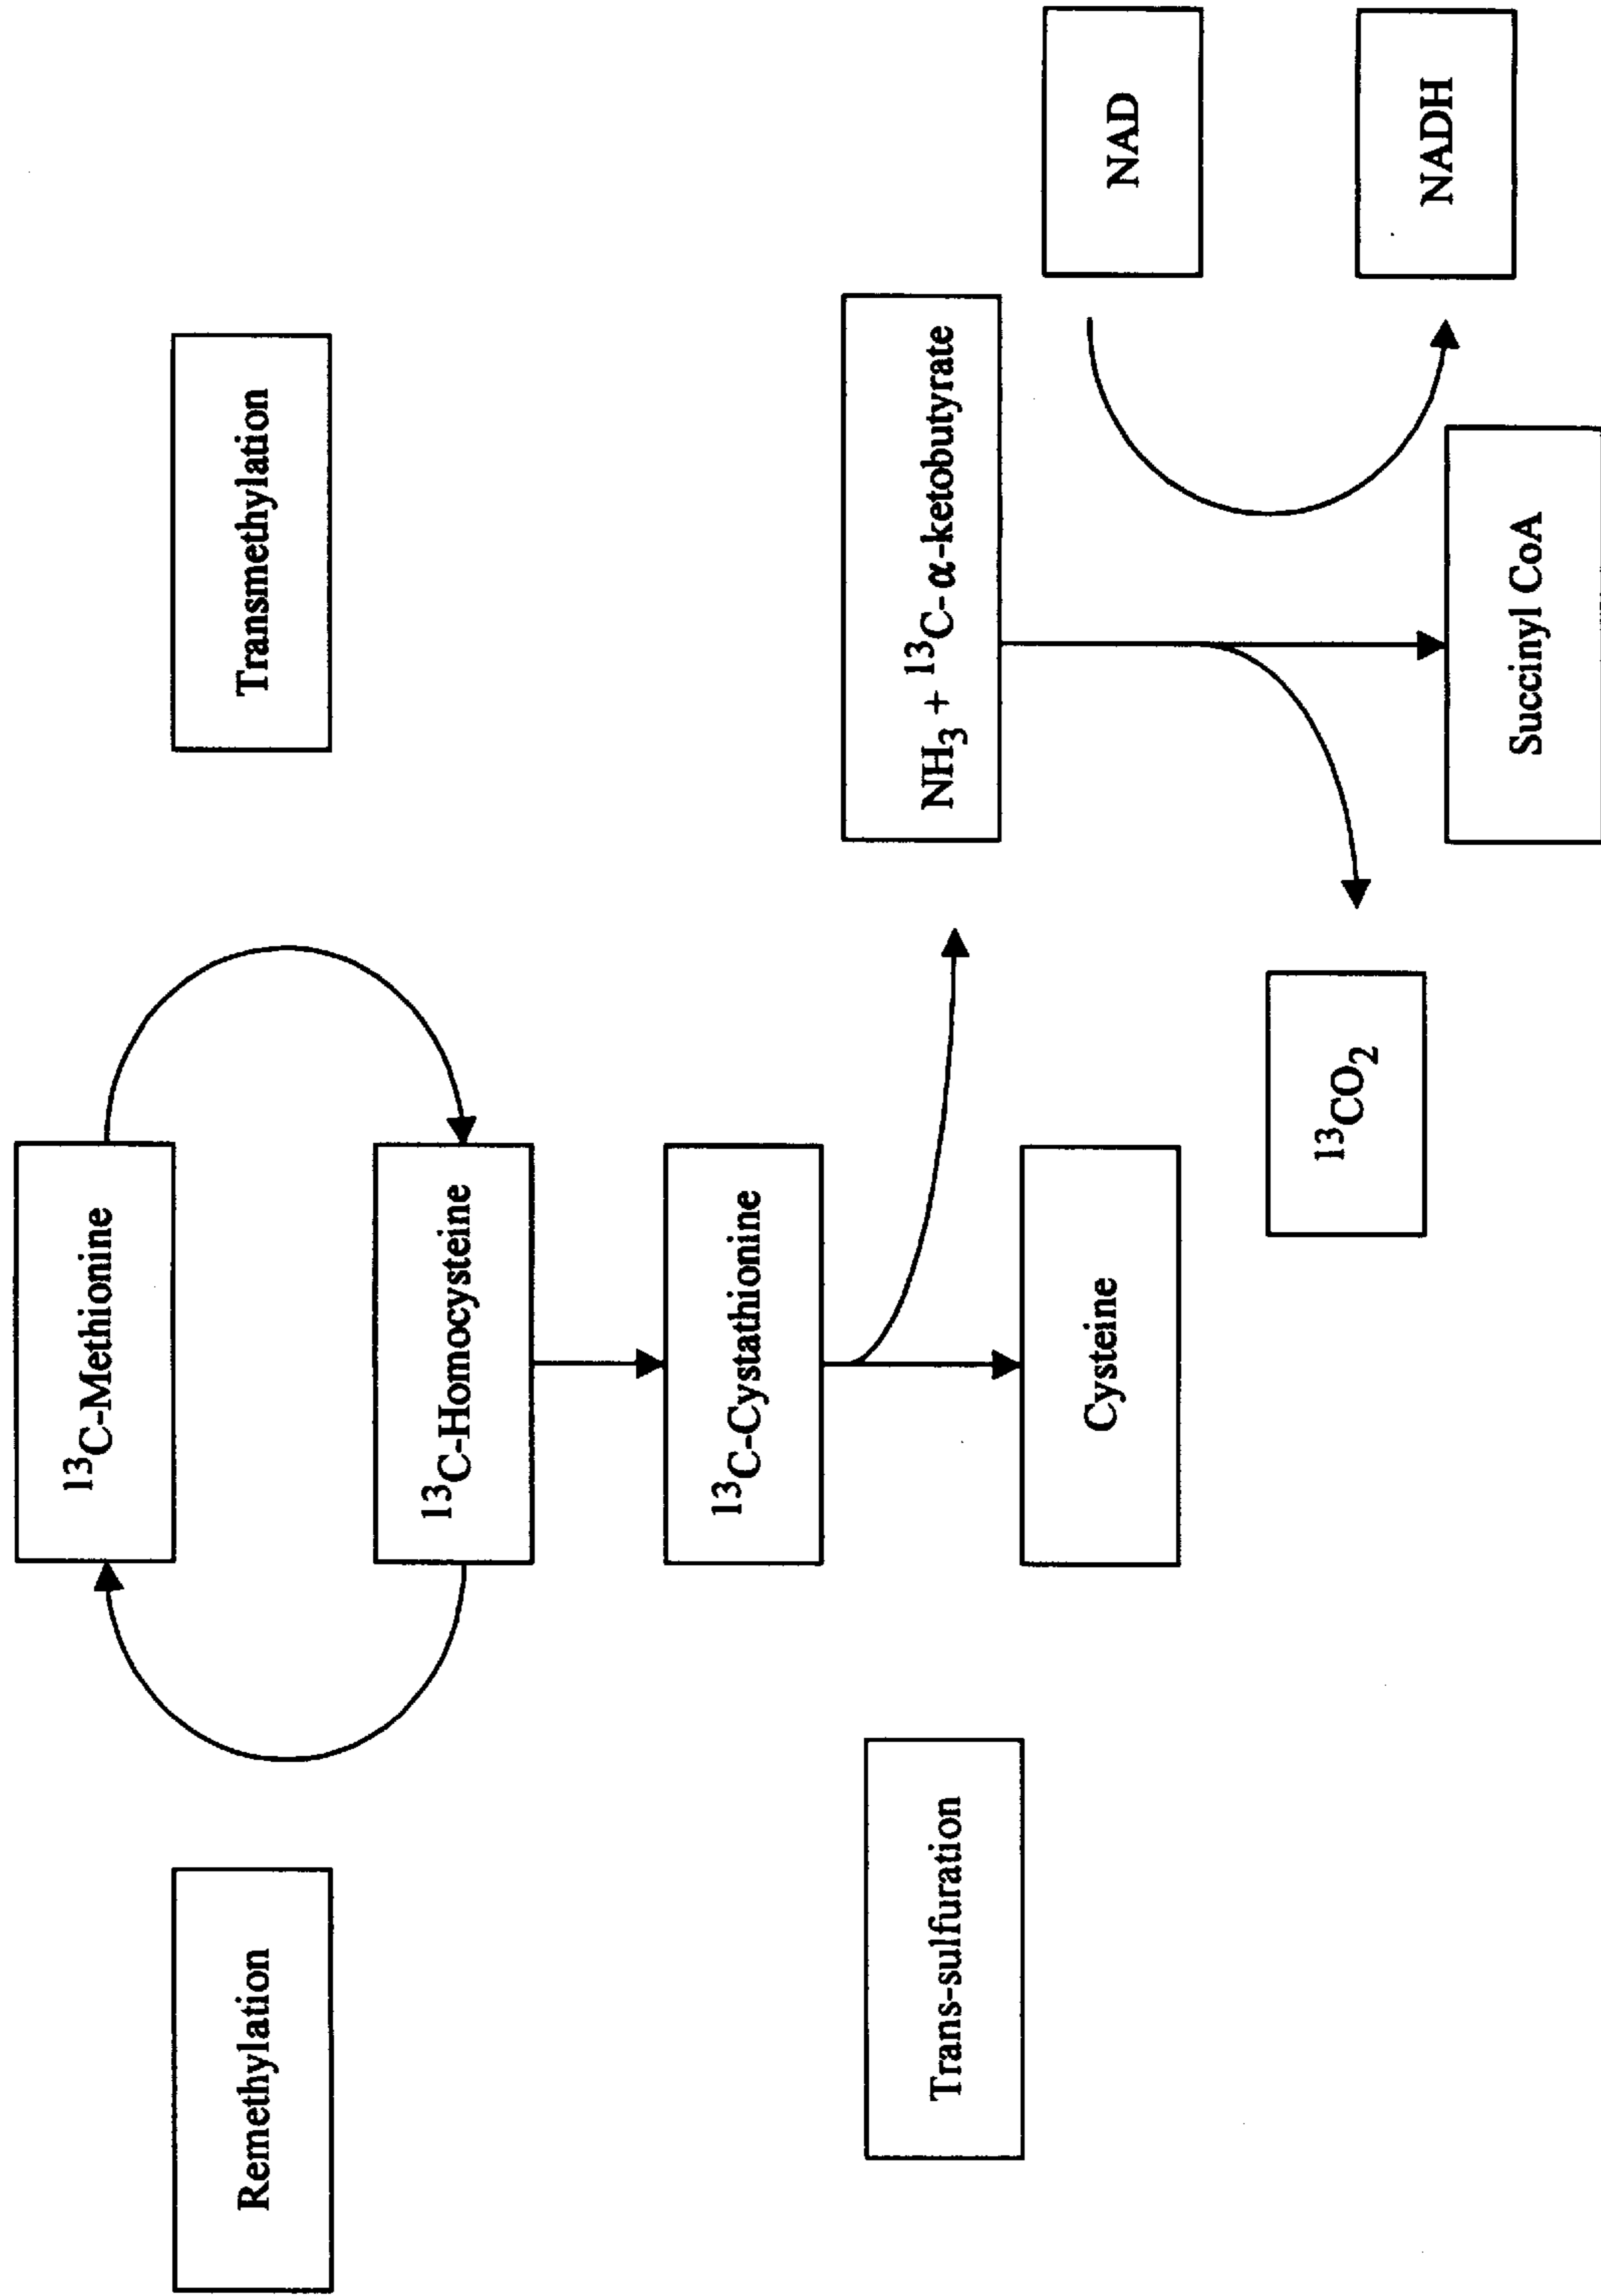 ¹³C-Methionine
Remethylation
Transmethylation
¹³C-Homocysteine
¹³C-Cystathionine
Trans-sulfuration
NH₃ + ¹³C-α-ketobutyrate
Cysteine
NAD
¹³CO₂
NADH
Succinyl CoA